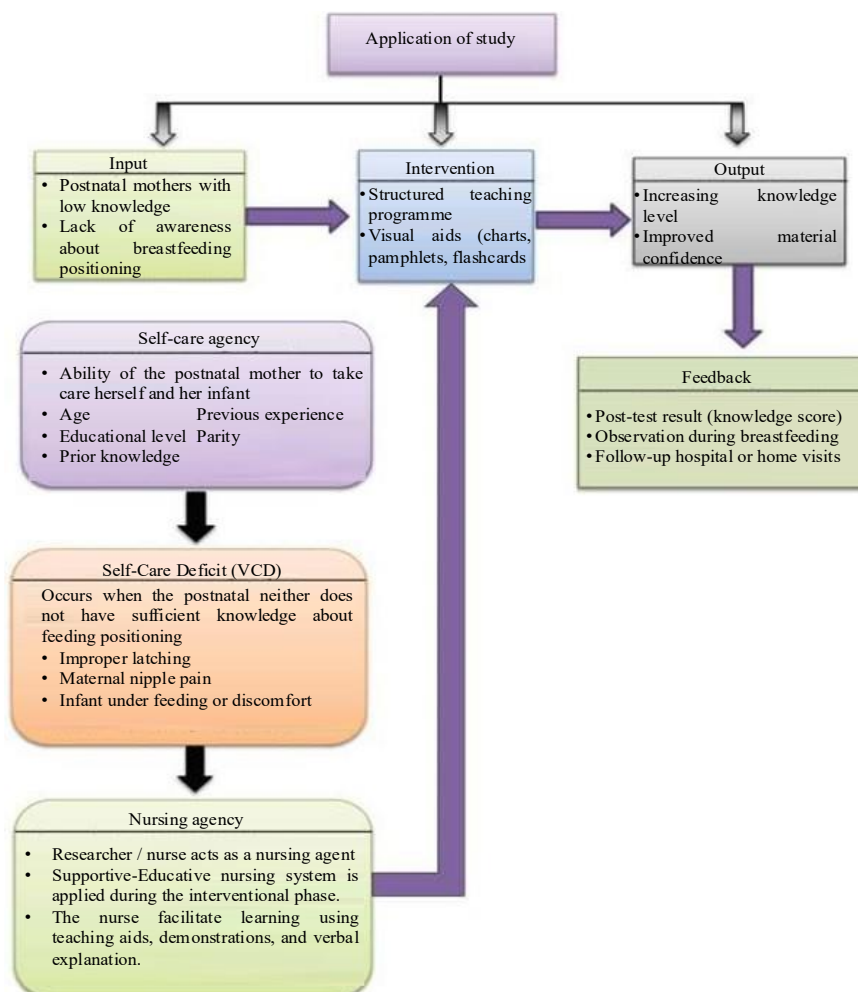 Application of study
Input
• Postnatal mothers with
low knowledge
• Lack of awareness
about breastfeeding
positioning
Intervention
• Structured teaching
programme
• Visual aids (charts,
pamphlets, flashcards
Output
• Increasing knowledge
level
• Improved material
confidence
Self-care agency
• Ability of the postnatal mother to take
care herself and her infant
• Age Previous experience
• Educational level Parity
• Prior knowledge
Feedback
• Post-test result (knowledge score)
• Observation during breastfeeding
• Follow-up hospital or home visits
Self-Care Deficit (VCD)
Occurs when the postnatal neither does
not have sufficient knowledge about
feeding positioning
• Improper latching
• Maternal nipple pain
• Infant under feeding or discomfort
Nursing agency
• Researcher / nurse acts as a nursing agent
• Supportive-Educative nursing system is
applied during the interventional phase.
• The nurse facilitate learning using
teaching aids, demonstrations, and verbal
explanation.